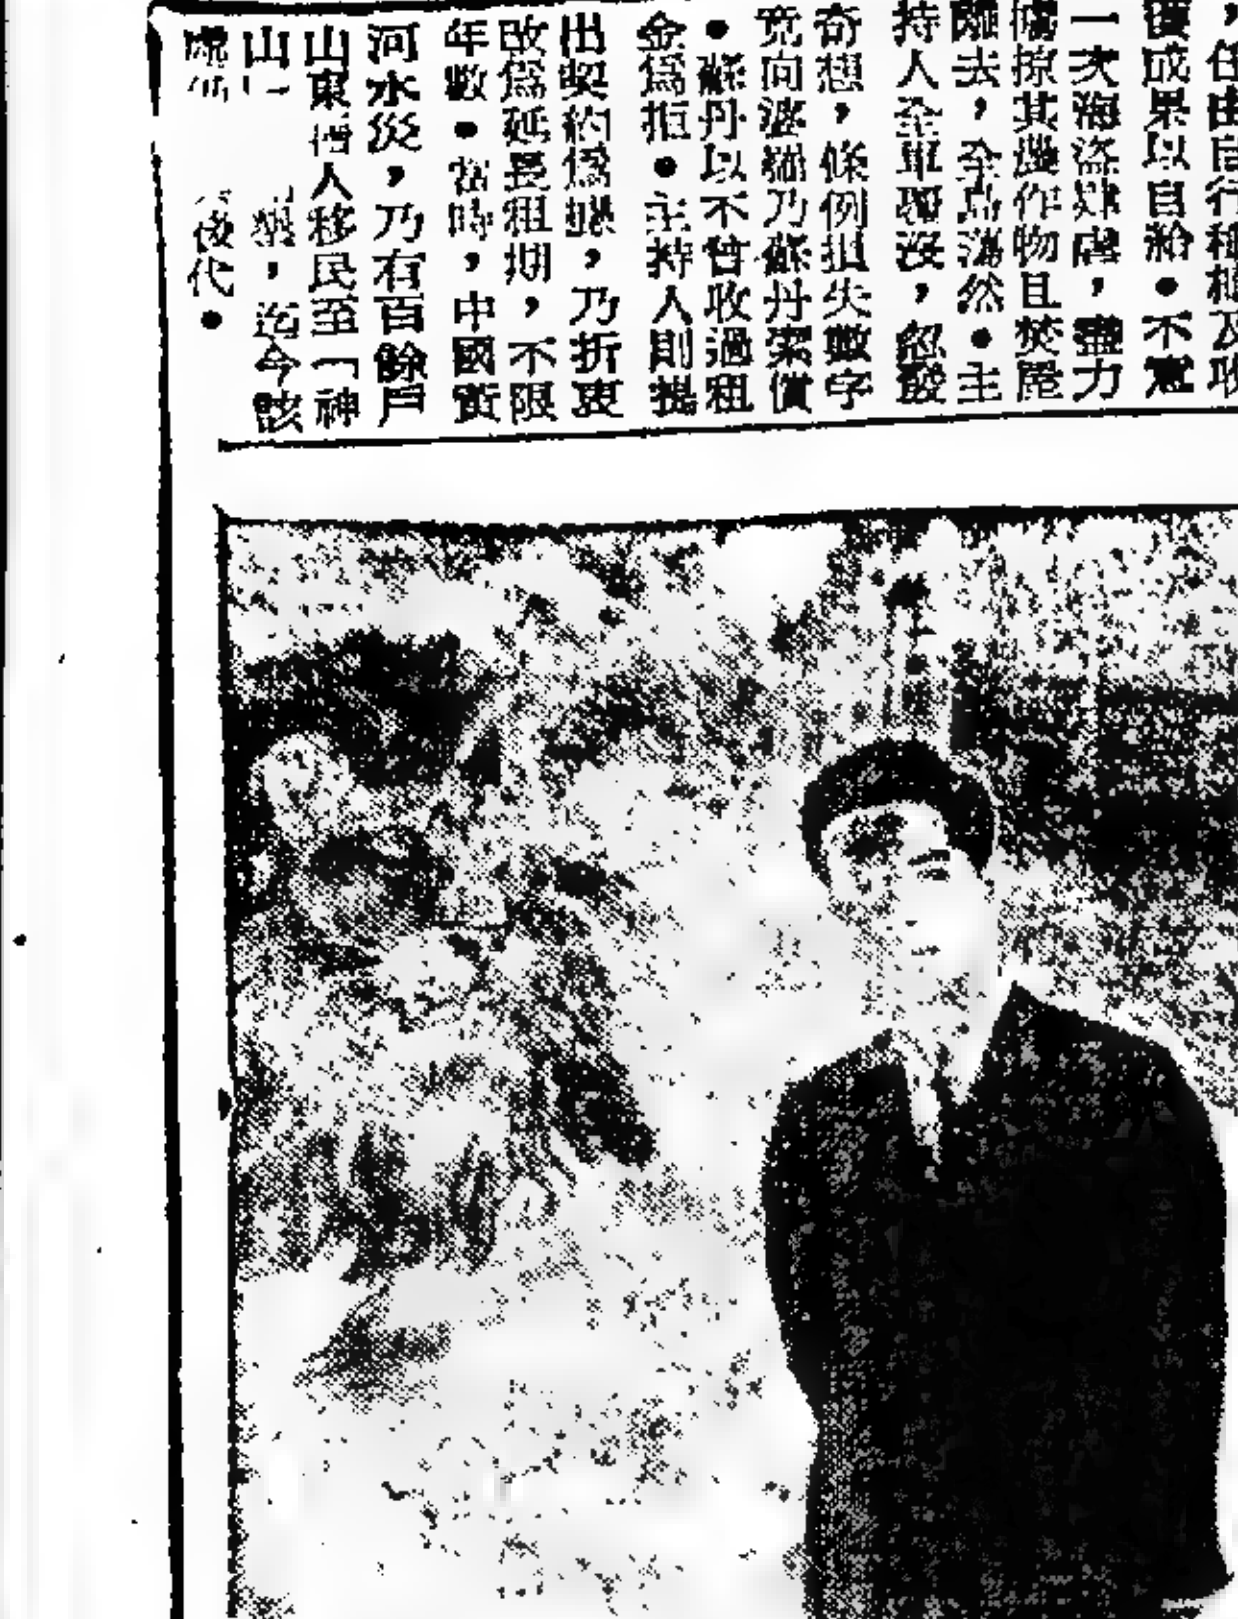 ，任由自行種植及收
穫成果以自給●不意
一次海盜肆虐，盡力
擄掠其農作物且焚屋
離去，全島蕩然●主
持人全軍覆沒，忽發
奇想，條例損失數字
竟向婆羅乃蘇丹索償
●蘇丹以不曾收過租
金爲拒●主持人則提
出契約爲據，乃折衷
改爲延長租期，不限
年數●當時，中國黃
河水災，乃有百餘戶
山東 人移民至「神
山 ，迄今該
 後代●